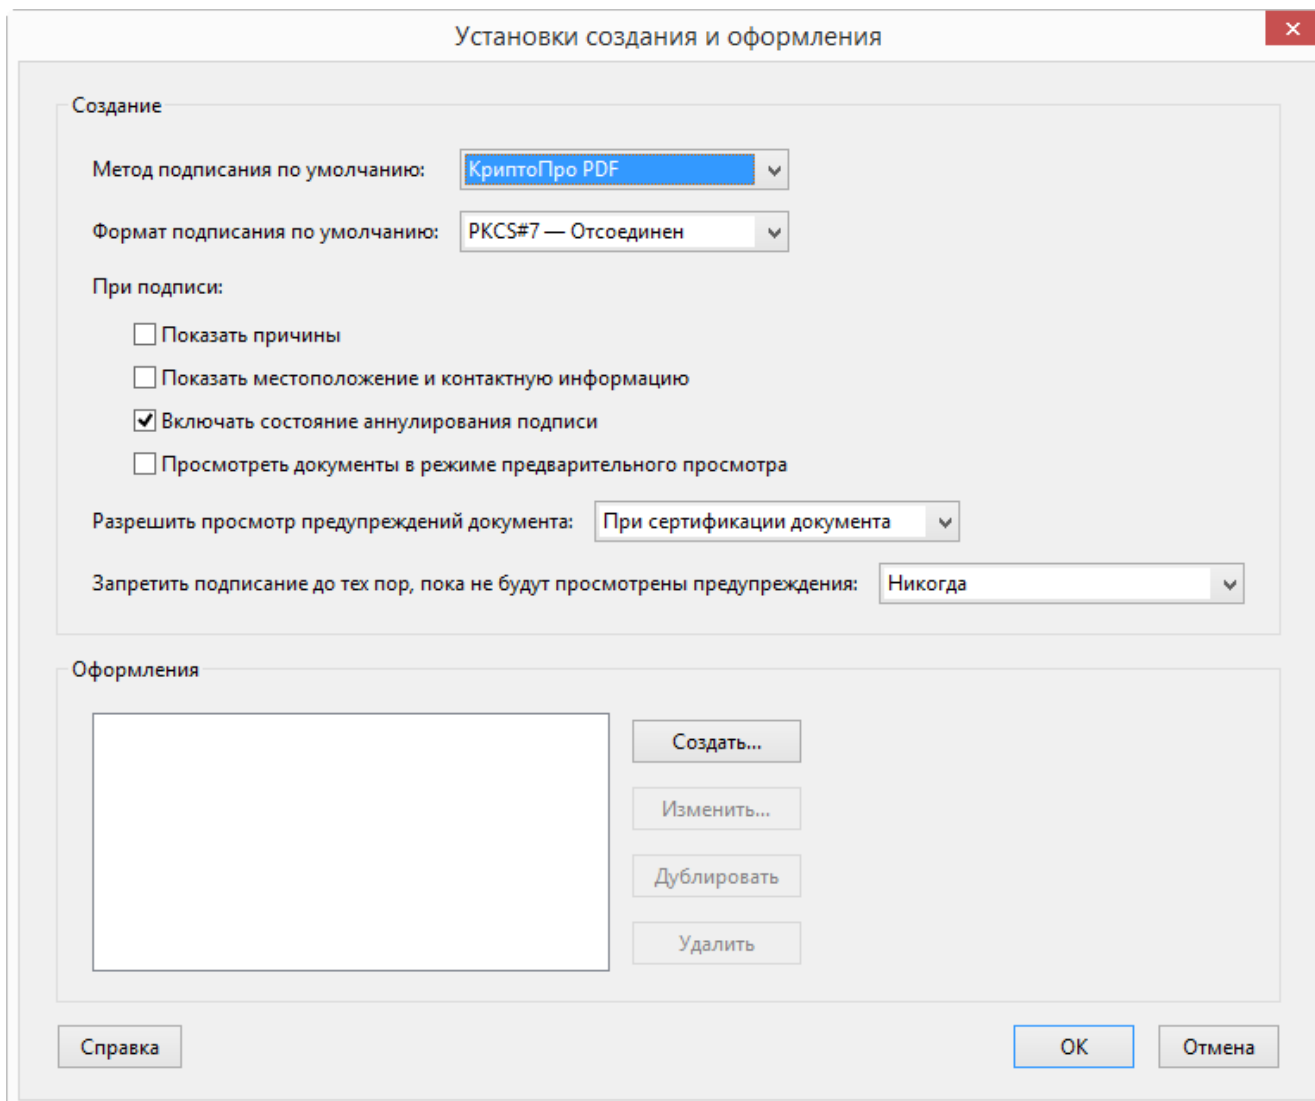 Установки создания и оформления
Создание
Метод подписания по умолчанию: КриптоПро PDF
Формат подписания по умолчанию: PKCS#7 — Отсоединен
При подписи:
Показать причины
Показать местоположение и контактную информацию
Включать состояние аннулирования подписи
Просмотреть документы в режиме предварительного просмотра
Разрешить просмотр предупреждений документа: При сертификации документа
Запретить подписание до тех пор, пока не будут просмотрены предупреждения: Никогда
Оформления
Создать...
Изменить...
Дублировать
Удалить
Справка OK Отмена